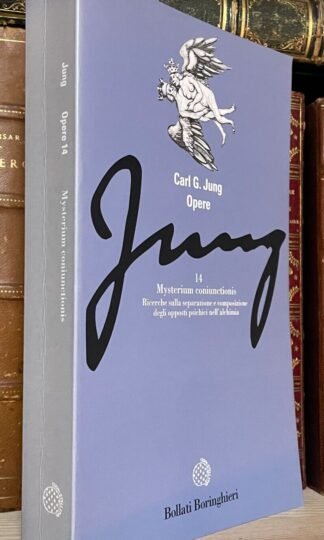 Jung Opere 14 Mysterium coniunctionis
Carl G. Jung
Opere
Jung
14
Mysterium coniunctionis
Ricerche sulla separazione e composizione
degli opposti psichici nell'alchimia
Bollati Boringhieri